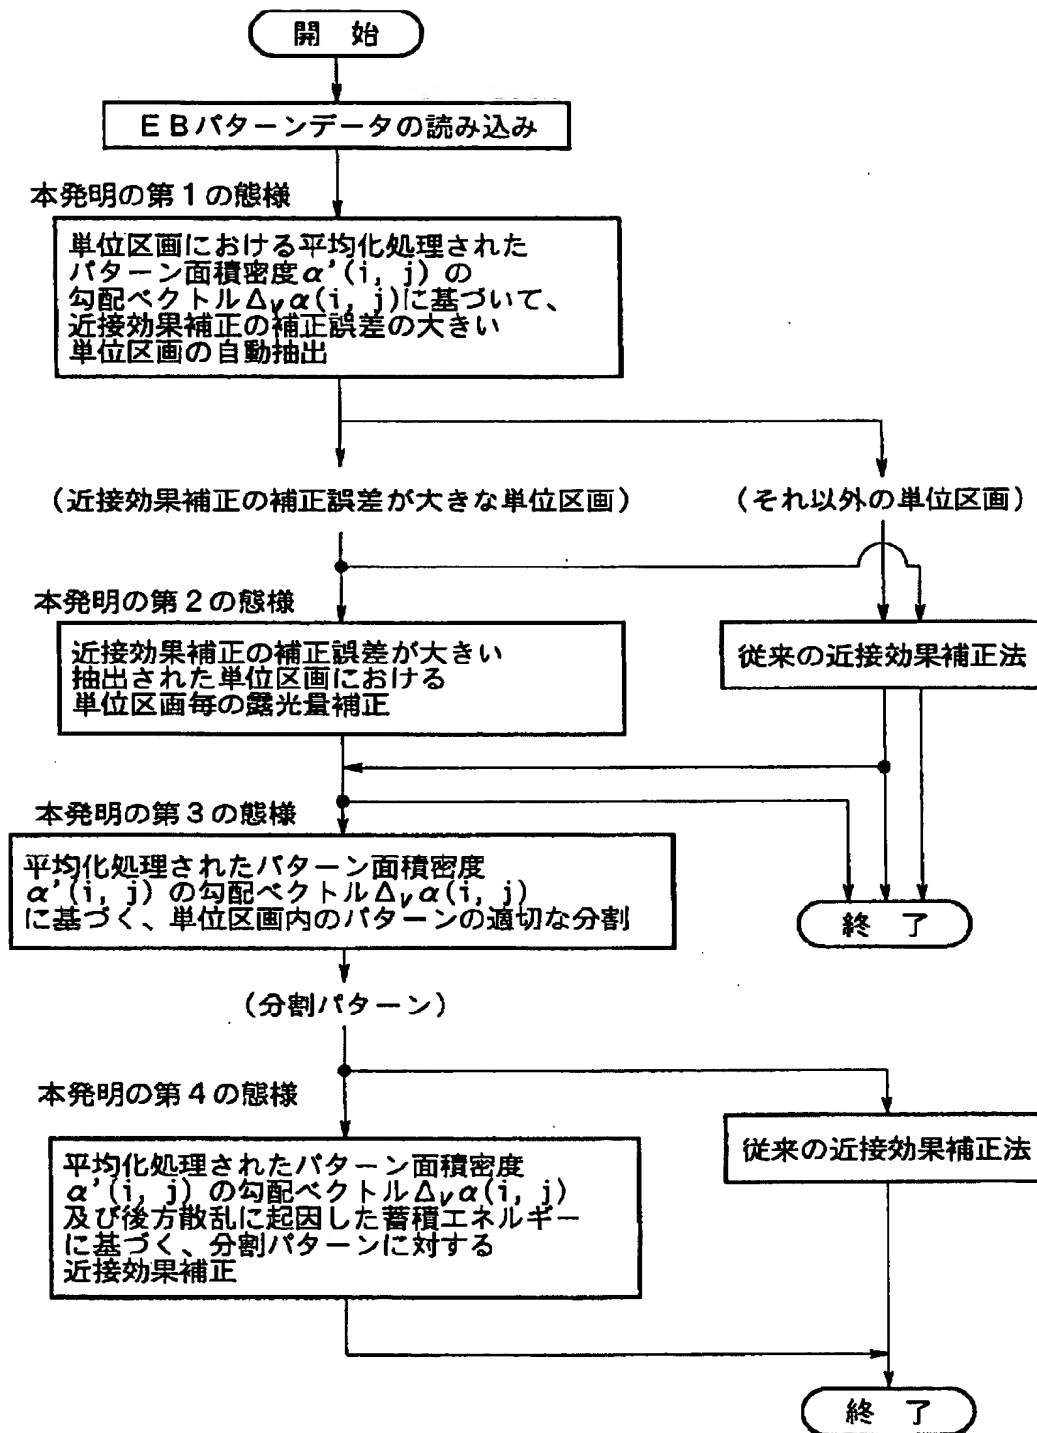 開 始
EBパターンデータの読み込み
本発明の第1の態様
単位区画における平均化処理された
パターン面積密度α'(i, j) の
勾配ベクトルΔVα(i, j)に基づいて、
近接効果補正の補正誤差の大きい
単位区画の自動抽出
(近接効果補正の補正誤差が大きな単位区画)
(それ以外の単位区画)
本発明の第2の態様
近接効果補正の補正誤差が大きい
抽出された単位区画における
単位区画毎の露光量補正
従来の近接効果補正法
本発明の第3の態様
平均化処理されたパターン面積密度
α'(i, j) の勾配ベクトルΔVα(i, j)
に基づく、単位区画内のパターンの適切な分割
終 了
(分割パターン)
本発明の第4の態様
平均化処理されたパターン面積密度
α'(i, j) の勾配ベクトルΔVα(i, j)
及び後方散乱に起因した蓄積エネルギー
に基づく、分割パターンに対する
近接効果補正
従来の近接効果補正法
終 了